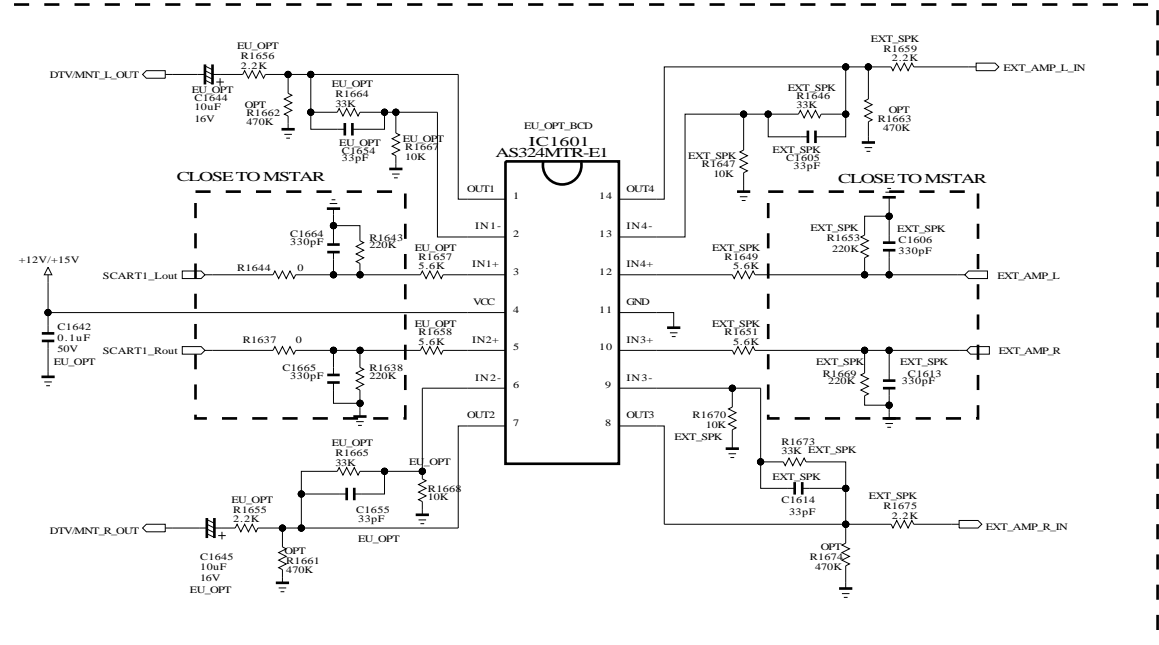 EU_OPT
R1656
2.2K
DTV/MNT_L_OUT
EU_OPT
C1644
10uF
16V
OPT
R1662
470K
EU_OPT
R1664
33K
EU_OPT
C1654
33pF
EU_OPT
R1667
10K
EU_OPT_BCD
IC1601
AS324MTR-E1
EXT_SPK
R1659
2.2K
EXT_AMP_L_IN
EXT_SPK
R1646
33K
OPT
R1663
470K
EXT_SPK
C1605
33pF
EXT_SPK
R1647
10K
CLOSE TO MSTAR
CLOSE TO MSTAR
OUT1
1
14
OUT4
IN1-
2
13
IN4-
IN1+
3
12
IN4+
VCC
4
11
GND
IN2+
5
10
IN3+
IN2-
6
9
IN3-
OUT2
7
8
OUT3
C1664
330pF
R1643
220K
EU_OPT
R1657
5.6K
SCART1_Lout
R1644
0
+12V/+15V
C1642
0.1uF
50V
EU_OPT
SCART1_Rout
R1637
0
EU_OPT
R1658
5.6K
C1665
330pF
R1638
220K
EXT_SPK
R1649
5.6K
EXT_SPK
R1653
220K
EXT_SPK
C1606
330pF
EXT_AMP_L
EXT_SPK
R1651
5.6K
EXT_AMP_R
EXT_SPK
R1669
220K
EXT_SPK
C1613
330pF
R1670
10K
EXT_SPK
R1673
33K
EXT_SPK
EXT_SPK
C1614
33pF
EXT_SPK
R1675
2.2K
EXT_AMP_R_IN
OPT
R1674
470K
EU_OPT
R1665
33K
EU_OPT
R1668
10K
C1655
33pF
EU_OPT
EU_OPT
R1655
2.2K
DTV/MNT_R_OUT
C1645
10uF
16V
EU_OPT
OPT
R1661
470K